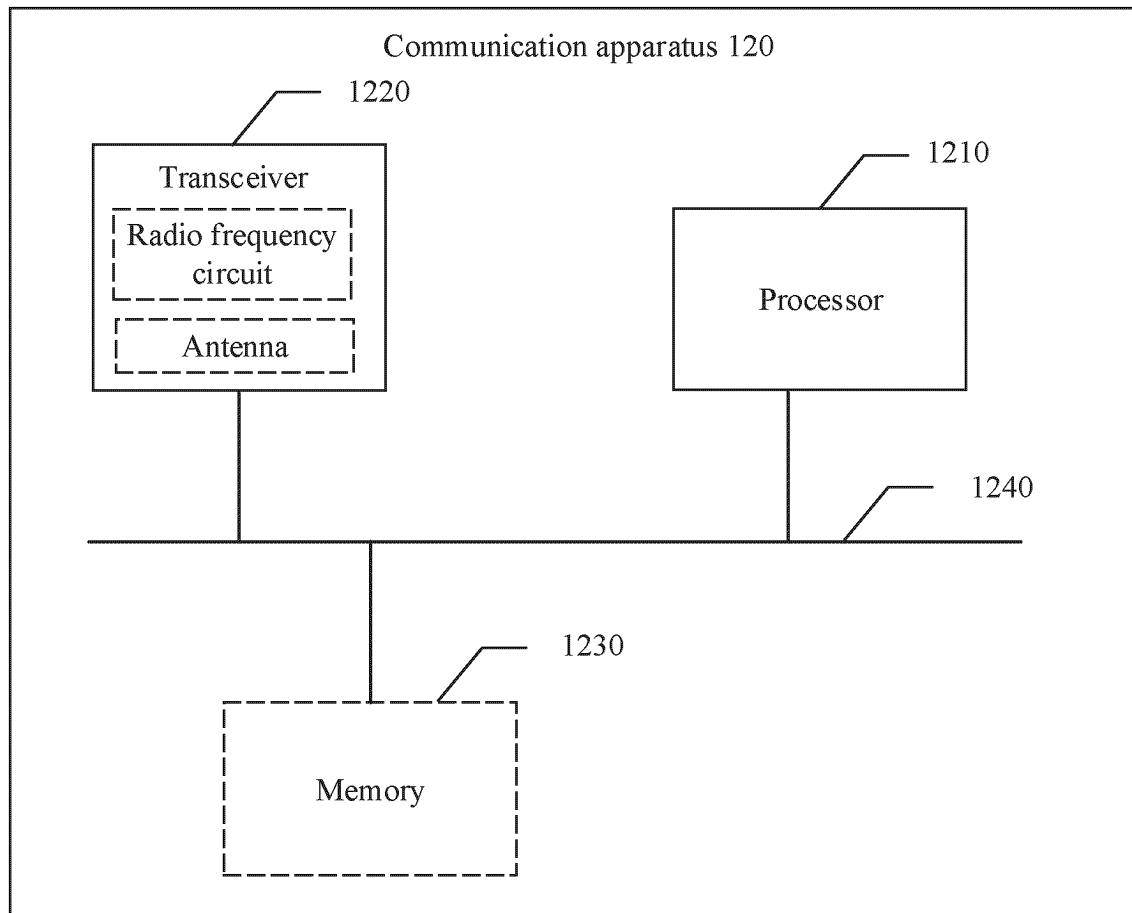 Communication apparatus 120
1220
Transceiver
Radio frequency
circuit
Antenna
1210
Processor
1240
1230
Memory